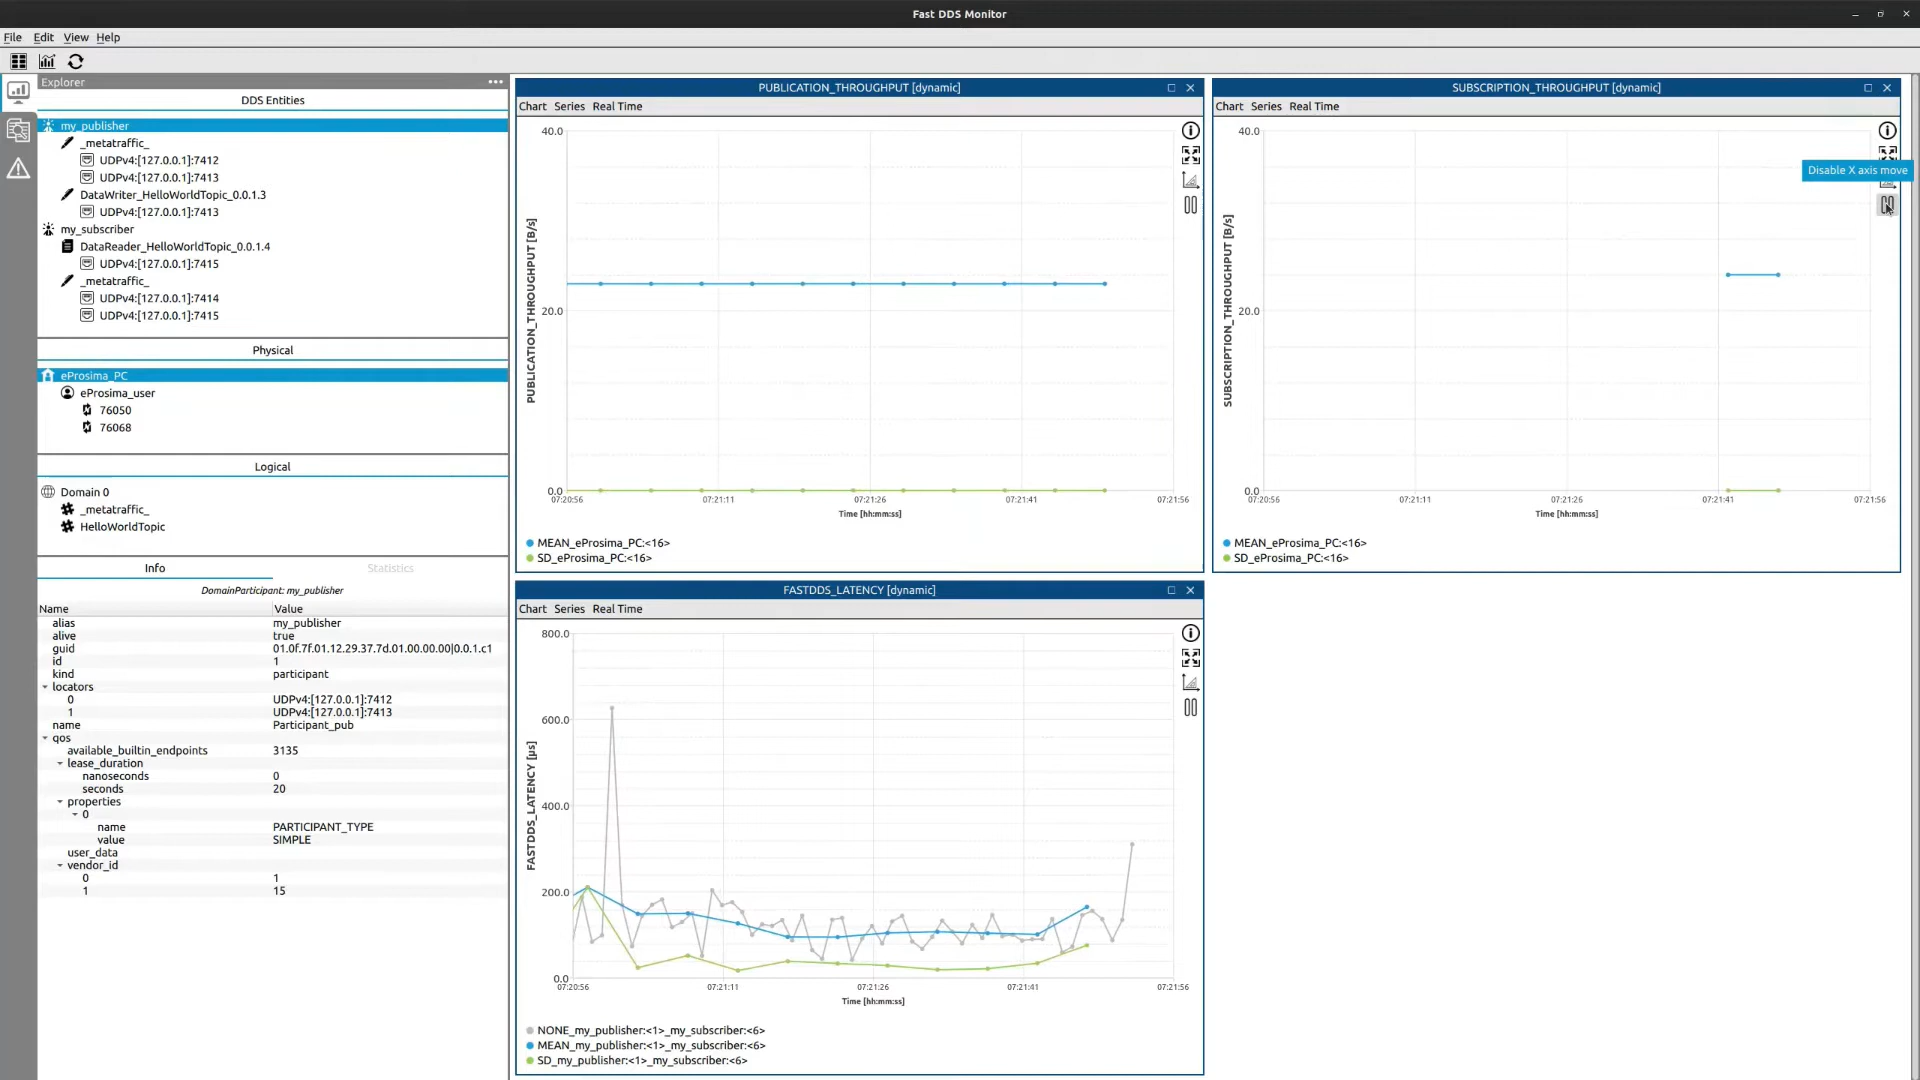 Fast DDS Monitor
File Edit View Help
Explorer
DDS Entities
my_publisher
_metatraffic_
UDPv4:[127.0.0.1]:7412
UDPv4:[127.0.0.1]:7413
DataWriter_HelloWorldTopic_0.0.1.3
UDPv4:[127.0.0.1]:7413
my_subscriber
DataReader_HelloWorldTopic_0.0.1.4
UDPv4:[127.0.0.1]:7415
_metatraffic_
UDPv4:[127.0.0.1]:7414
UDPv4:[127.0.0.1]:7415
Physical
eProsima_PC
eProsima_user
76050
76068
Logical
Domain 0
_metatraffic_
HelloWorldTopic
Info Statistics
DomainParticipant: my_publisher
Name Value
alias my_publisher
alive true
guid 01.0f.7f.01.12.29.37.7d.01.00.00.00|0.0.1.c1
id 1
kind participant
locators
0 UDPv4:[127.0.0.1]:7412
1 UDPv4:[127.0.0.1]:7413
name Participant_pub
qos
available_builtin_endpoints 3135
lease_duration
nanoseconds 0
seconds 20
properties
0
name PARTICIPANT_TYPE
value SIMPLE
user_data
vendor_id
0 1
1 15
PUBLICATION_THROUGHPUT [dynamic]
Chart Series Real Time
PUBLICATION_THROUGHPUT [B/s]
40.0
20.0
0.0
07:20:56 07:21:11 07:21:26 07:21:41 07:21:56
Time [hh:mm:ss]
MEAN_eProsima_PC:<16>
SD_eProsima_PC:<16>
SUBSCRIPTION_THROUGHPUT [dynamic]
Chart Series Real Time
Disable X axis move
SUBSCRIPTION_THROUGHPUT [B/s]
40.0
20.0
0.0
07:20:56 07:21:11 07:21:26 07:21:41 07:21:56
Time [hh:mm:ss]
MEAN_eProsima_PC:<16>
SD_eProsima_PC:<16>
FASTDDS_LATENCY [dynamic]
Chart Series Real Time
FASTDDS_LATENCY [µs]
800.0
600.0
400.0
200.0
0.0
07:20:56 07:21:11 07:21:26 07:21:41 07:21:56
Time [hh:mm:ss]
NONE_my_publisher:<1>_my_subscriber:<6>
MEAN_my_publisher:<1>_my_subscriber:<6>
SD_my_publisher:<1>_my_subscriber:<6>